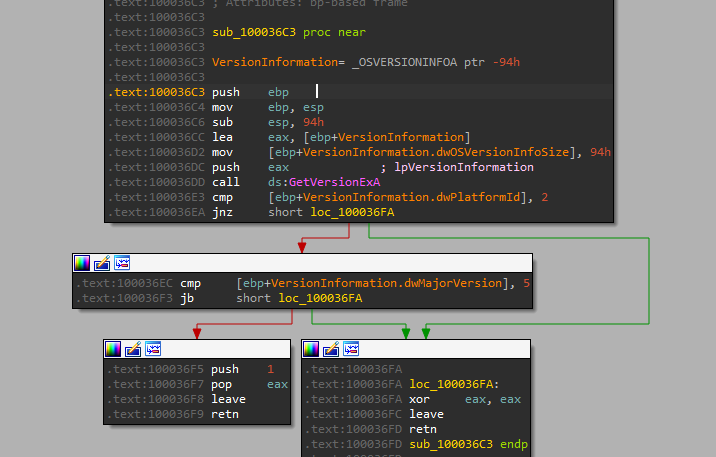 .text:100036C3 ; Attributes: bp-based frame
.text:100036C3
.text:100036C3 sub_100036C3 proc near
.text:100036C3
.text:100036C3 VersionInformation= _OSVERSIONINFOA ptr -94h
.text:100036C3
.text:100036C3 push ebp
.text:100036C4 mov ebp, esp
.text:100036C6 sub esp, 94h
.text:100036CC lea eax, [ebp+VersionInformation]
.text:100036D2 mov [ebp+VersionInformation.dwOSVersionInfoSize], 94h
.text:100036DC push eax ; lpVersionInformation
.text:100036DD call ds:GetVersionExA
.text:100036E3 cmp [ebp+VersionInformation.dwPlatformId], 2
.text:100036EA jnz short loc_100036FA
.text:100036EC cmp [ebp+VersionInformation.dwMajorVersion], 5
.text:100036F3 jb short loc_100036FA
.text:100036F5 push 1
.text:100036F7 pop eax
.text:100036F8 leave
.text:100036F9 retn
.text:100036FA
.text:100036FA loc_100036FA:
.text:100036FA xor eax, eax
.text:100036FC leave
.text:100036FD retn
.text:100036FD sub_100036C3 endp
.text:100036FD